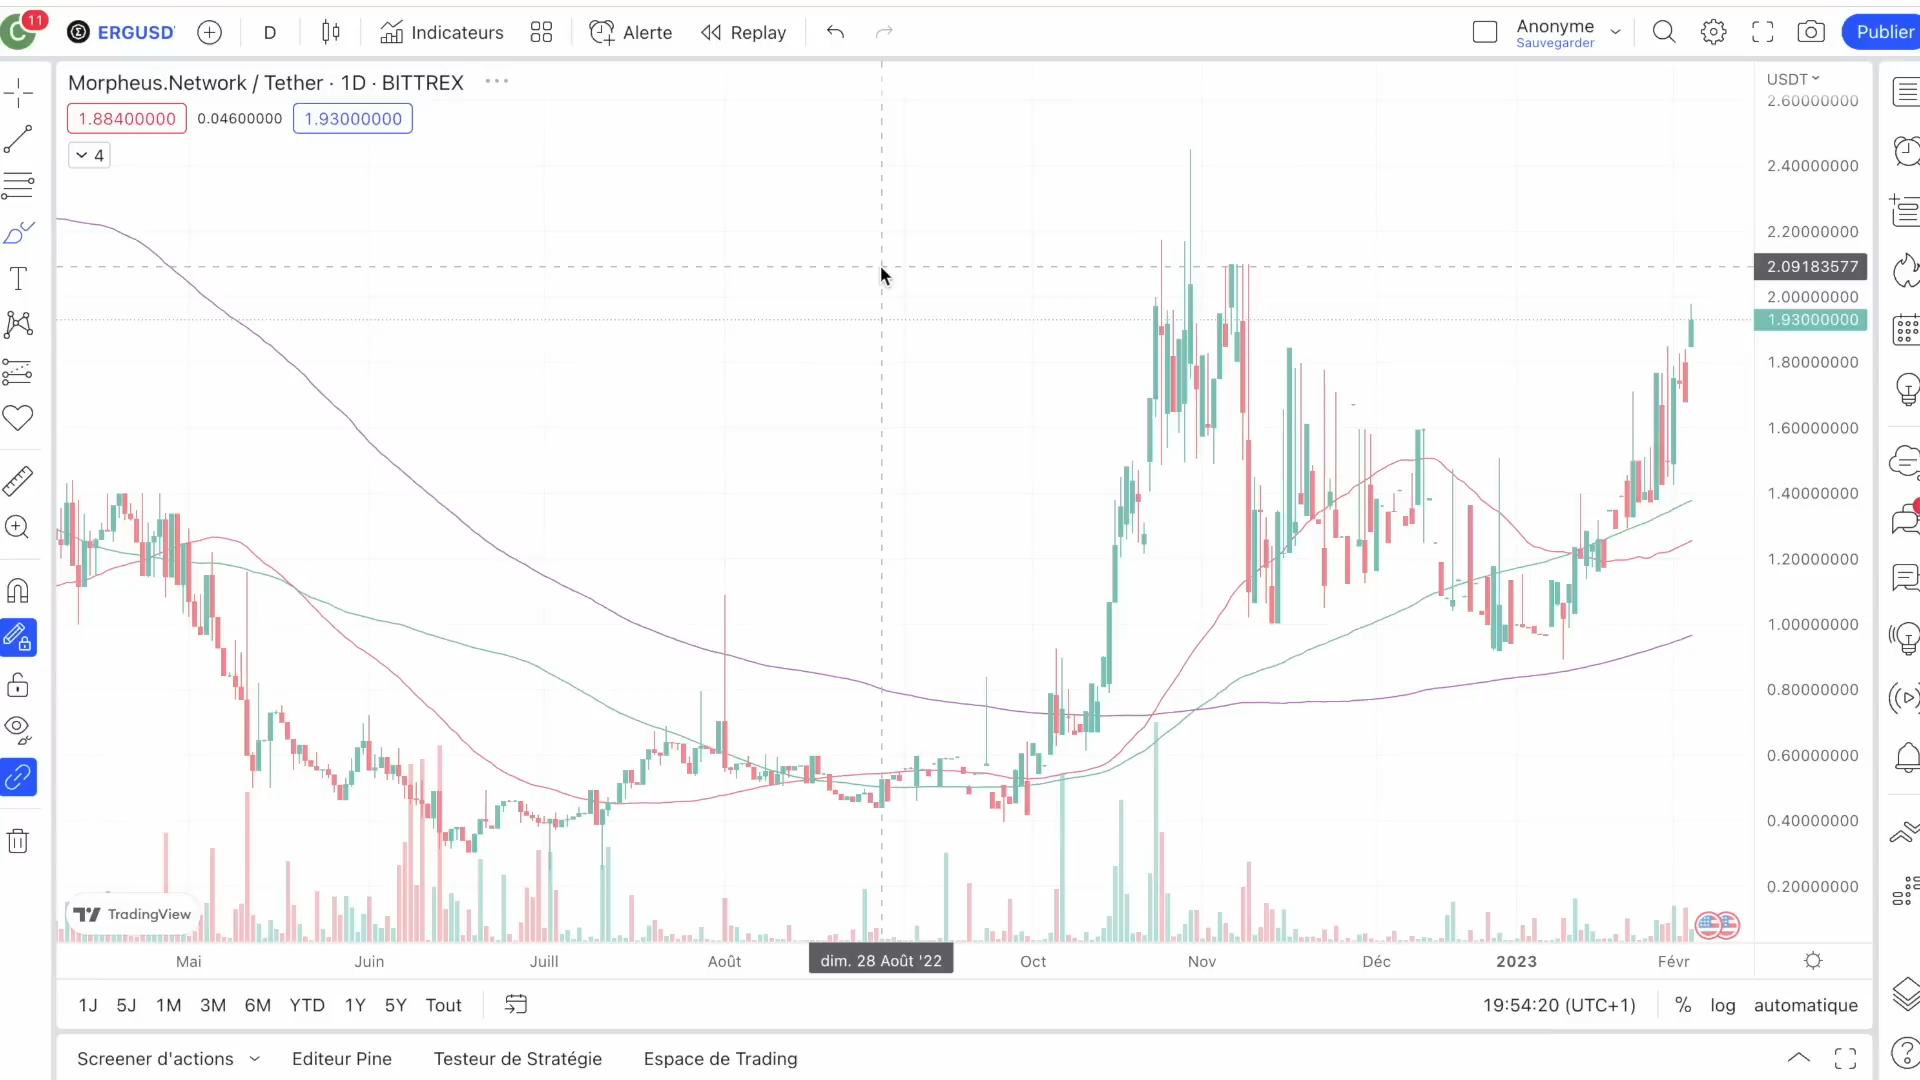 C 11
ERGUSD
D
Indicateurs
Alerte
Replay
Anonyme
Sauvegarder
Publier
Morpheus.Network / Tether · 1D · BITTREX
1.88400000 0.04600000 1.93000000
4
USDT
2.60000000
2.40000000
2.20000000
2.09183577
2.00000000
1.93000000
1.80000000
1.60000000
1.40000000
1.20000000
1.00000000
0.80000000
0.60000000
0.40000000
0.20000000
TradingView
Mai Juin Juill Août dim. 28 Août '22 Oct Nov Déc 2023 Févr
1J 5J 1M 3M 6M YTD 1Y 5Y Tout
19:54:20 (UTC+1) % log automatique
Screener d'actions Editeur Pine Testeur de Stratégie Espace de Trading